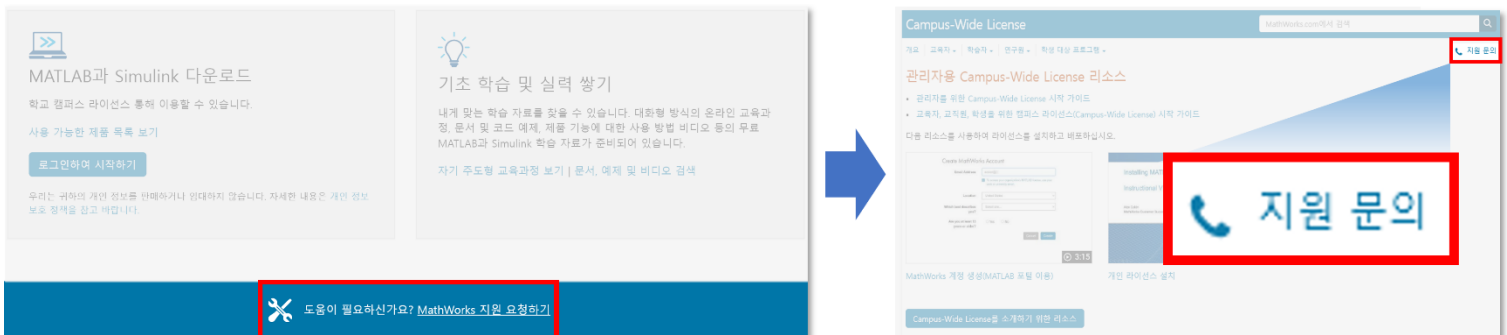 MATLAB과 Simulink 다운로드
학교 캠퍼스 라이선스 통해 이용할 수 있습니다.
사용 가능한 제품 목록 보기
로그인하여 시작하기
우리는 귀하의 개인 정보를 판매하거나 임대하지 않습니다. 자세한 내용은 개인 정보
보호 정책을 참고 바랍니다.
기초 학습 및 실력 쌓기
내게 맞는 학습 자료를 찾을 수 있습니다. 대화형 방식의 온라인 교육과
정, 문서 및 코드 예제, 제품 기능에 대한 사용 방법 비디오 등의 무료
MATLAB과 Simulink 학습 자료가 준비되어 있습니다.
자기 주도형 교육과정 보기 | 문서, 예제 및 비디오 검색
도움이 필요하신가요? MathWorks 지원 요청하기
Campus-Wide License
MathWorks.com에서 검색
개요 교육자 학습자 연구원 학생 대상 프로그램
지원 문의
관리자용 Campus-Wide License 리소스
• 관리자를 위한 Campus-Wide License 시작 가이드
• 교육자, 교직원, 학생을 위한 캠퍼스 라이선스(Campus-Wide License) 시작 가이드
다음 리소스를 사용하여 라이선스를 설치하고 배포하십시오.
Create MathWorks Account
3:15
Installing MAT
Instructional V
지원 문의
MathWorks 계정 생성(MATLAB 포털 이용)
개인 라이선스 설치
Campus-Wide License를 소개하기 위한 리소스